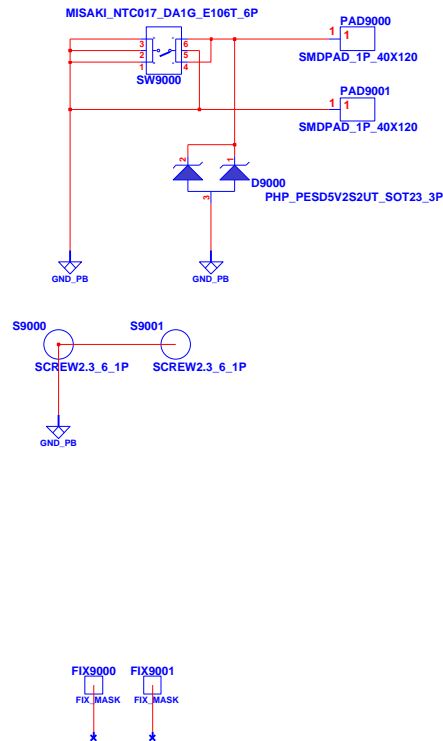 MISAKI_NTC017_DA1G_E106T_6P
3 6
2 5
1 4
SW9000
PAD9000
1 1
SMDPAD_1P_40X120
PAD9001
1 1
SMDPAD_1P_40X120
2 1
D9000
3
PHP_PESD5V2S2UT_SOT23_3P
GND_PB GND_PB
S9000 S9001
SCREW2.3_6_1P SCREW2.3_6_1P
GND_PB
FIX9000 FIX9001
FIX_MASK FIX_MASK